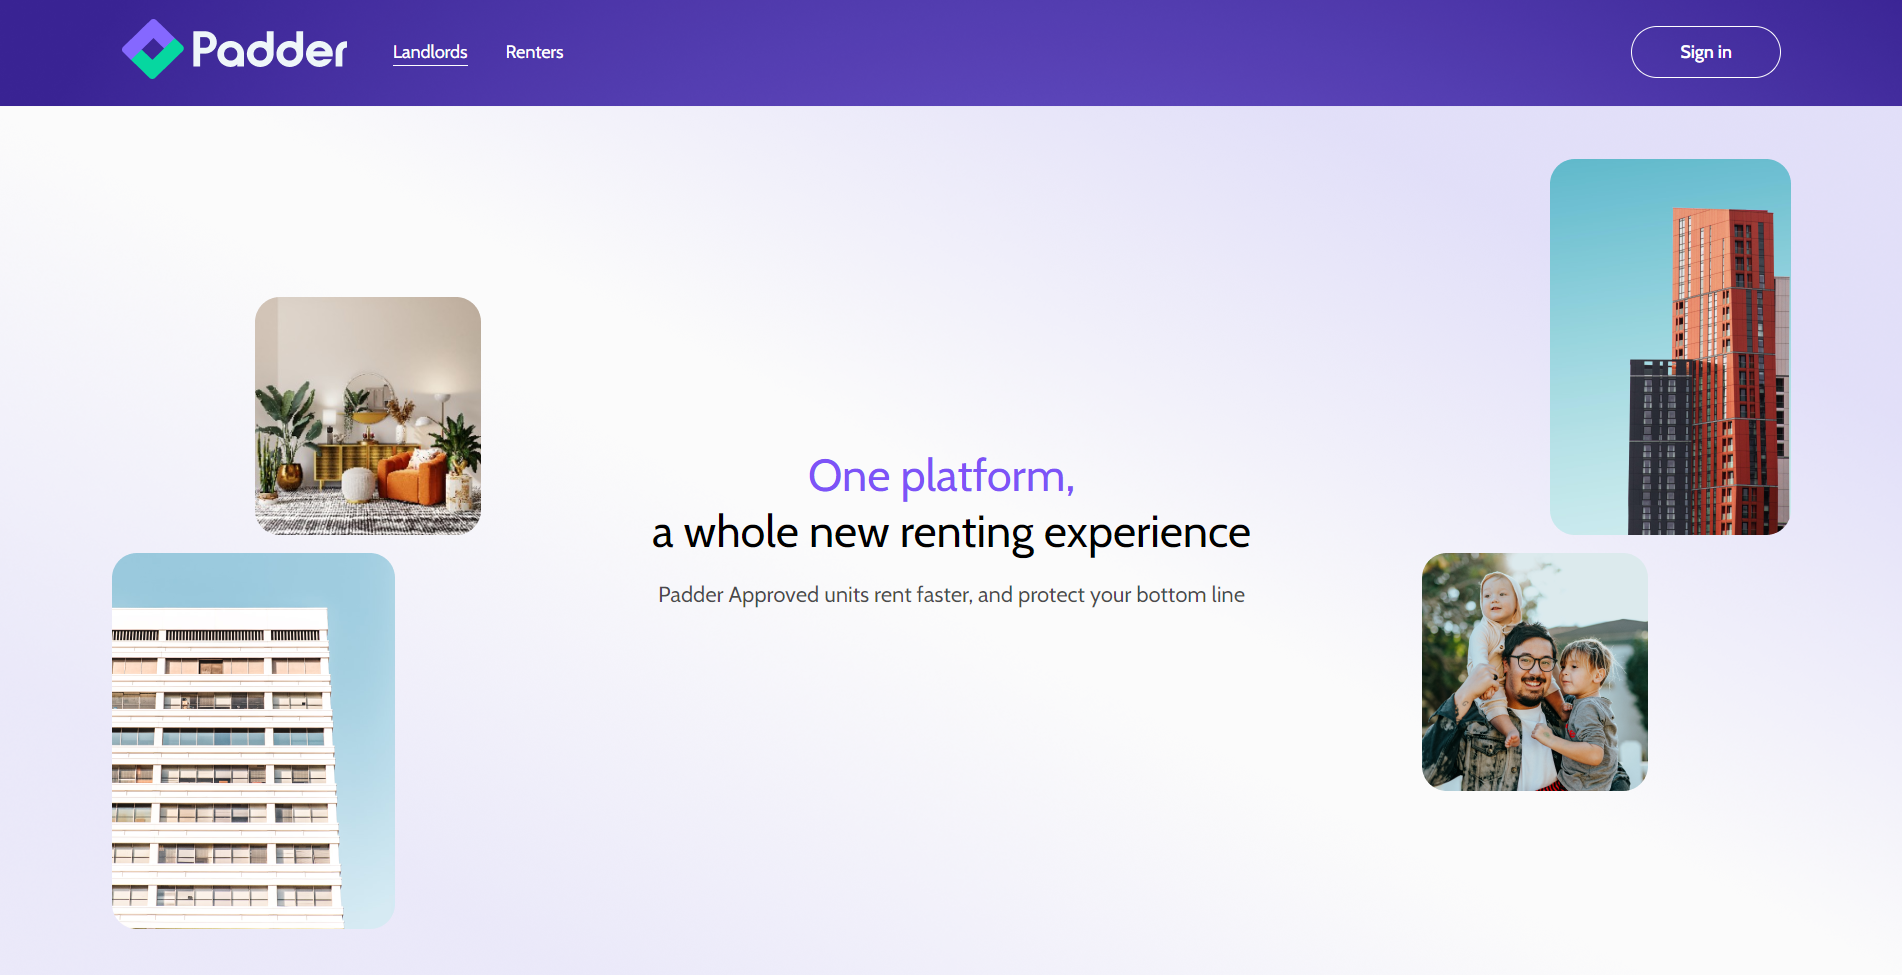 Padder
Landlords
Renters
Sign in
One platform,
a whole new renting experience
Padder Approved units rent faster, and protect your bottom line